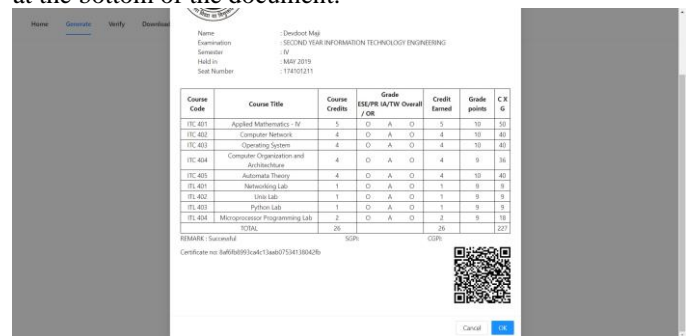 at the bottom of the document.
Home Generate Verify Download
Name : Devdoot Maji
Examination : SECOND YEAR INFORMATION TECHNOLOGY ENGINEERING
Semester : IV
Held in : MAY 2019
Seat Number : 174101211
Course Code Course Title Course Credits Grade ESE/PR / OR IA/TW Overall Credit Earned Grade points C X G
ITC 401 Applied Mathematics - IV 5 O A O 5 10 50
ITC 402 Computer Network 4 O A O 4 10 40
ITC 403 Operating System 4 O A O 4 10 40
ITC 404 Computer Organization and Architechture 4 O A O 4 9 36
ITC 405 Automata Theory 4 O A O 4 10 40
ITL 401 Networking Lab 1 O A O 1 9 9
ITL 402 Unix Lab 1 O A O 1 9 9
ITL 403 Python Lab 1 O A O 1 9 9
ITL 404 Microprocessor Programming Lab 2 O A O 2 9 18
TOTAL 26 26 227
REMARK : Successful SGPI: CGPI:
Certificate no:
Cancel OK